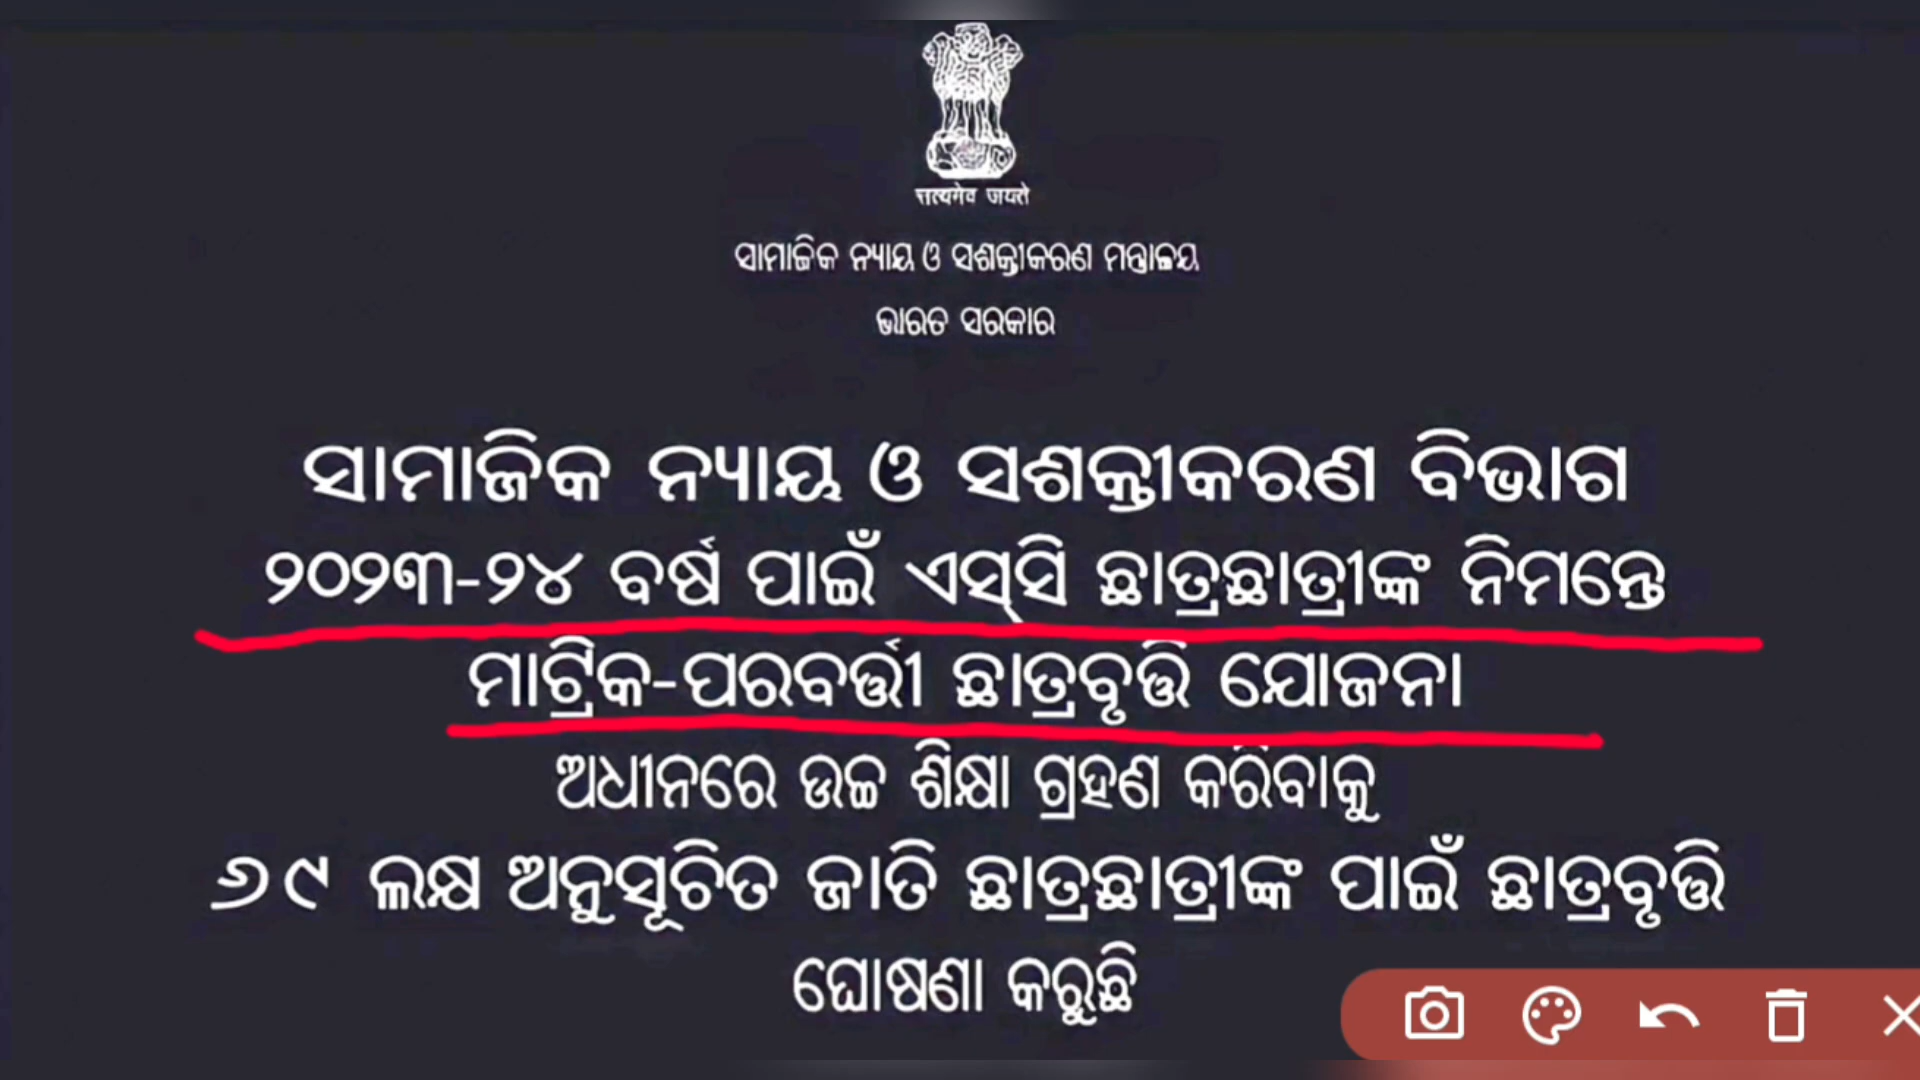 सत्यमेव जयते
ସାମାଜିକ ନ୍ୟାୟ ଓ ସଶକ୍ତୀକରଣ ମନ୍ତ୍ରାଳୟ
ଭାରତ ସରକାର
ସାମାଜିକ ନ୍ୟାୟ ଓ ସଶକ୍ତୀକରଣ ବିଭାଗ
୨୦୨୩-୨୪ ବର୍ଷ ପାଇଁ ଏସ୍‌ସି ଛାତ୍ରଛାତ୍ରୀଙ୍କ ନିମନ୍ତେ
ମାଟ୍ରିକ-ପରବର୍ତ୍ତୀ ଛାତ୍ରବୃତ୍ତି ଯୋଜନା
ଅଧୀନରେ ଉଚ୍ଚ ଶିକ୍ଷା ଗ୍ରହଣ କରିବାକୁ
୬୯ ଲକ୍ଷ ଅନୁସୂଚିତ ଜାତି ଛାତ୍ରଛାତ୍ରୀଙ୍କ ପାଇଁ ଛାତ୍ରବୃତ୍ତି
ଘୋଷଣା କରୁଛି